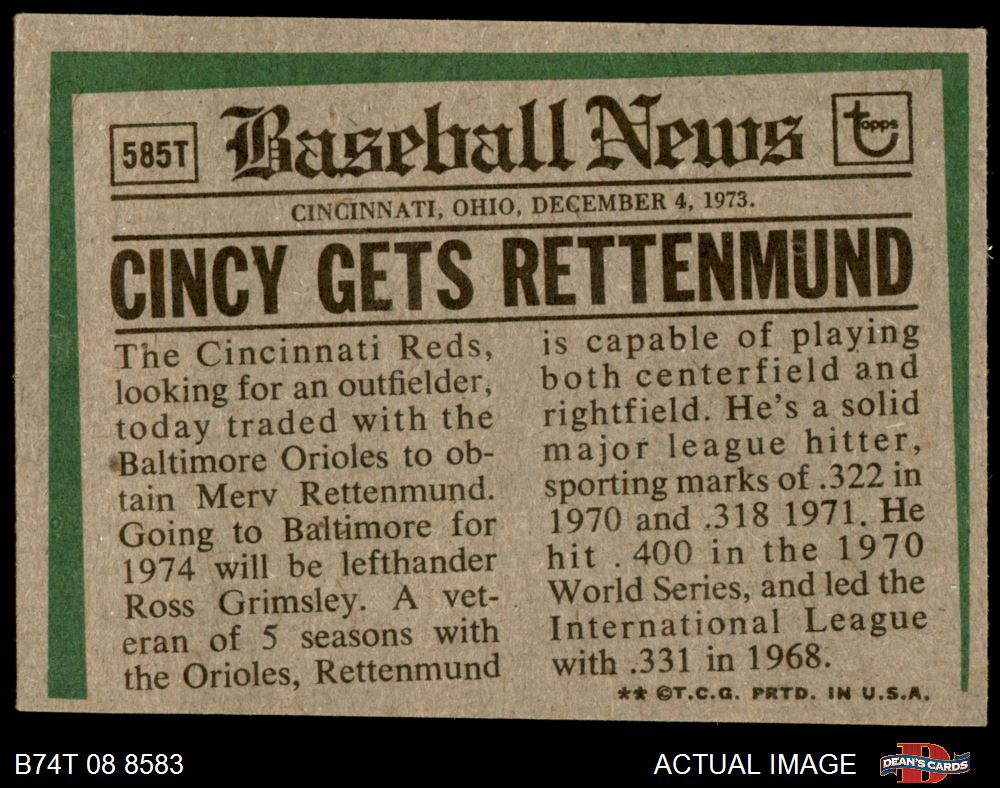 585T
Baseball News
topps
CINCINNATI, OHIO, DECEMBER 4, 1973.
CINCY GETS RETTENMUND
The Cincinnati Reds,
looking for an outfielder,
today traded with the
Baltimore Orioles to ob-
tain Merv Rettenmund.
Going to Baltimore for
1974 will be lefthander
Ross Grimsley. A vet-
eran of 5 seasons with
the Orioles, Rettenmund
is capable of playing
both centerfield and
rightfield. He's a solid
major league hitter,
sporting marks of .322 in
1970 and .318 1971. He
hit .400 in the 1970
World Series, and led the
International League
with .331 in 1968.
** ©T.C.G. PRTD. IN U.S.A.
B74T 08 8583
ACTUAL IMAGE
D
DEAN'S CARDS